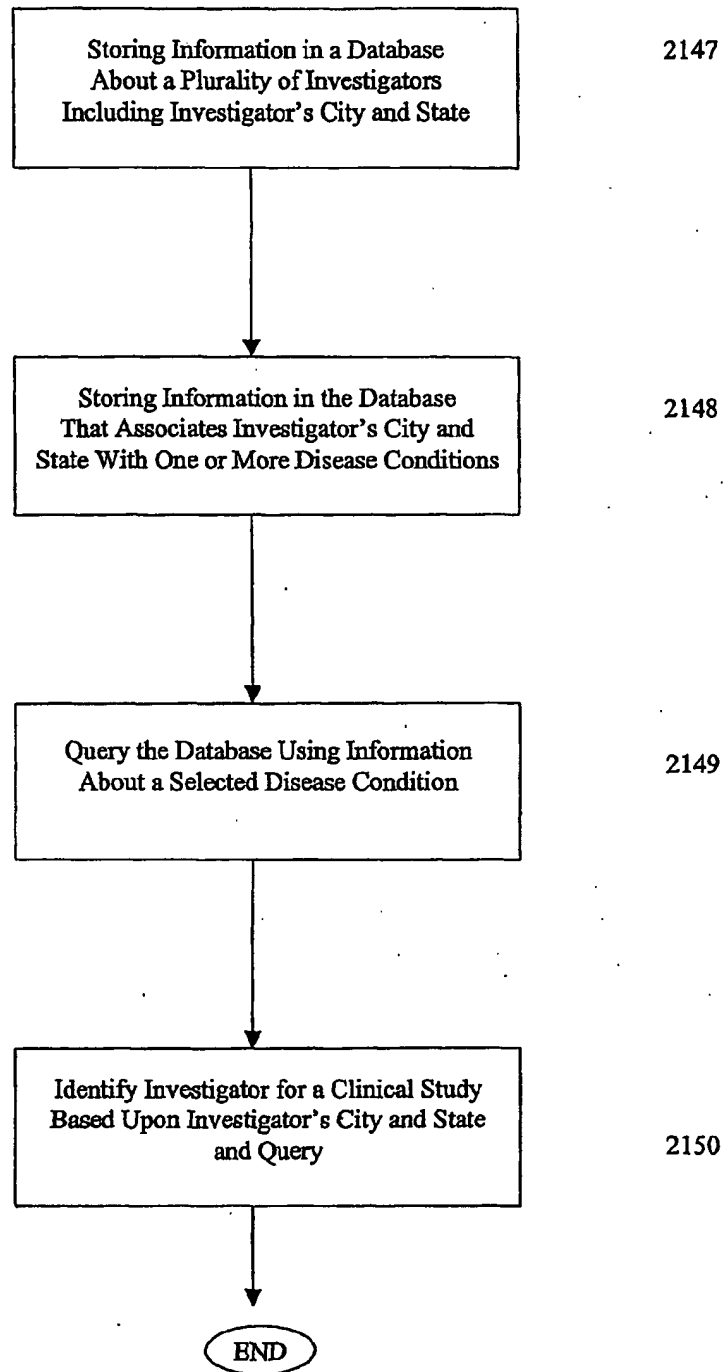 Storing Information in a Database
About a Plurality of Investigators
Including Investigator's City and State
2147
Storing Information in the Database
That Associates Investigator's City and
State With One or More Disease Conditions
2148
Query the Database Using Information
About a Selected Disease Condition
2149
Identify Investigator for a Clinical Study
Based Upon Investigator's City and State
and Query
2150
END